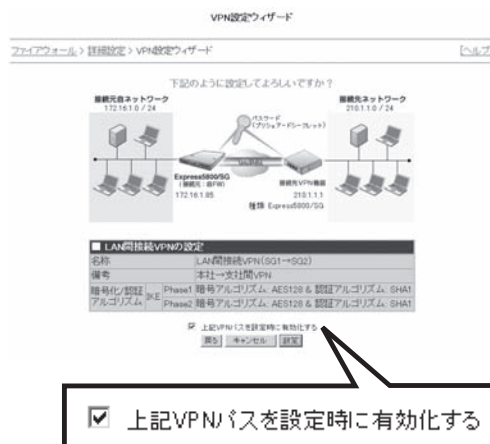 VPN設定ウィザード
ファイアウォール > 詳細設定 > VPN設定ウィザード
[ヘルプ
下記のように設定してよろしいですか?
接続元自ネットワーク
172.16.1.0 / 24
接続先ネットワーク
210.1.1.0 / 24
パスワード
(プリシェアードシークレット)
Express5800/SG
(接続元:自FW)
172.16.1.85
接続先VPN機器
210.1.1.1
種類 Express5800/SG
■ LAN間接続VPNの設定
名称 LAN間接続VPN(SG1→SG2)
備考 本社→支社間VPN
暗号化/認証アルゴリズム IKE Phase1 暗号アルゴリズム: AES128 & 認証アルゴリズム: SHA1
Phase2 暗号アルゴリズム: AES128 & 認証アルゴリズム: SHA1
上記VPNパスを設定時に有効化する
戻る キャンセル 設定
上記VPNパスを設定時に有効化する